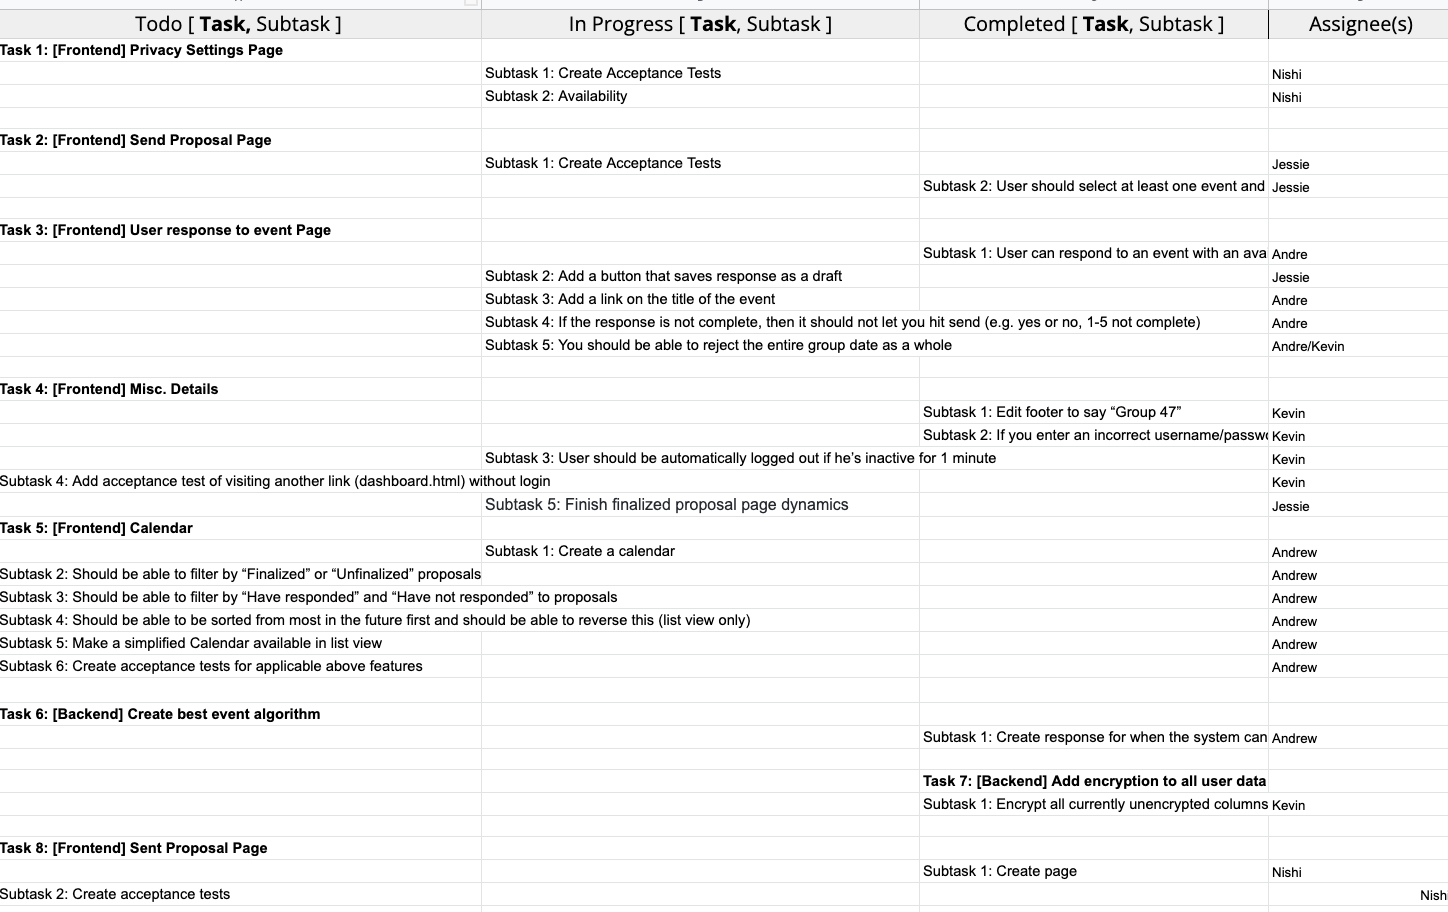 Todo [ Task, Subtask ] In Progress [ Task, Subtask ] Completed [ Task, Subtask ] Assignee(s)
Task 1: [Frontend] Privacy Settings Page
Subtask 1: Create Acceptance Tests Nishi
Subtask 2: Availability Nishi
Task 2: [Frontend] Send Proposal Page
Subtask 1: Create Acceptance Tests Jessie
Subtask 2: User should select at least one event and Jessie
Task 3: [Frontend] User response to event Page
Subtask 1: User can respond to an event with an ava Andre
Subtask 2: Add a button that saves response as a draft Jessie
Subtask 3: Add a link on the title of the event Andre
Subtask 4: If the response is not complete, then it should not let you hit send (e.g. yes or no, 1-5 not complete) Andre
Subtask 5: You should be able to reject the entire group date as a whole Andre/Kevin
Task 4: [Frontend] Misc. Details
Subtask 1: Edit footer to say “Group 47” Kevin
Subtask 2: If you enter an incorrect username/passw Kevin
Subtask 3: User should be automatically logged out if he’s inactive for 1 minute Kevin
Subtask 4: Add acceptance test of visiting another link (dashboard.html) without login Kevin
Subtask 5: Finish finalized proposal page dynamics Jessie
Task 5: [Frontend] Calendar
Subtask 1: Create a calendar Andrew
Subtask 2: Should be able to filter by “Finalized” or “Unfinalized” proposals Andrew
Subtask 3: Should be able to filter by “Have responded” and “Have not responded” to proposals Andrew
Subtask 4: Should be able to be sorted from most in the future first and should be able to reverse this (list view only) Andrew
Subtask 5: Make a simplified Calendar available in list view Andrew
Subtask 6: Create acceptance tests for applicable above features Andrew
Task 6: [Backend] Create best event algorithm
Subtask 1: Create response for when the system can Andrew
Task 7: [Backend] Add encryption to all user data
Subtask 1: Encrypt all currently unencrypted columns Kevin
Task 8: [Frontend] Sent Proposal Page
Subtask 1: Create page Nishi
Subtask 2: Create acceptance tests Nish